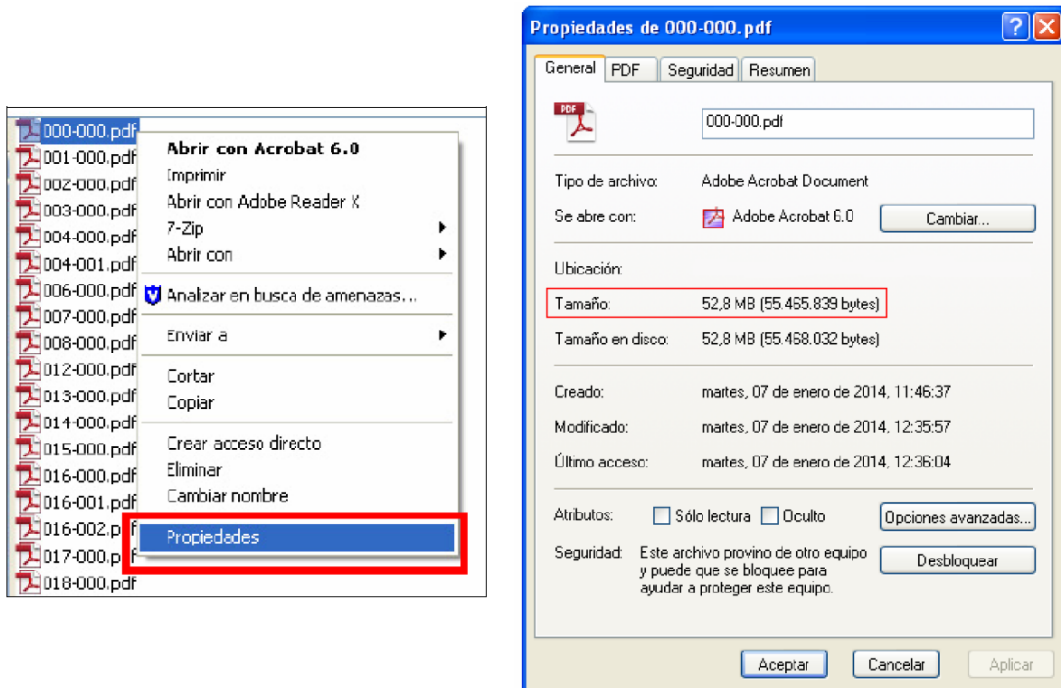 000-000.pdf
001-000.pdf
002-000.pdf
003-000.pdf
004-000.pdf
004-001.pdf
006-000.pdf
007-000.pdf
008-000.pdf
012-000.pdf
013-000.pdf
014-000.pdf
015-000.pdf
016-000.pdf
016-001.pdf
016-002.pdf
017-000.pdf
018-000.pdf
Abrir con Acrobat 6.0
Imprimir
Abrir con Adobe Reader X
7-Zip
Abrir con
Analizar en busca de amenazas...
Enviar a
Cortar
Copiar
Crear acceso directo
Eliminar
Cambiar nombre
Propiedades
Propiedades de 000-000.pdf
General PDF Seguridad Resumen
PDF
000-000.pdf
Tipo de archivo: Adobe Acrobat Document
Se abre con: Adobe Acrobat 6.0 Cambiar...
Ubicación:
Tamaño: 52,8 MB (55.465.839 bytes)
Tamaño en disco: 52,8 MB (55.468.032 bytes)
Creado: martes, 07 de enero de 2014, 11:46:37
Modificado: martes, 07 de enero de 2014, 12:35:57
Último acceso: martes, 07 de enero de 2014, 12:36:04
Atributos: Sólo lectura Oculto Opciones avanzadas...
Seguridad: Este archivo provino de otro equipo
y puede que se bloquee para
ayudar a proteger este equipo.
Desbloquear
Aceptar Cancelar Aplicar